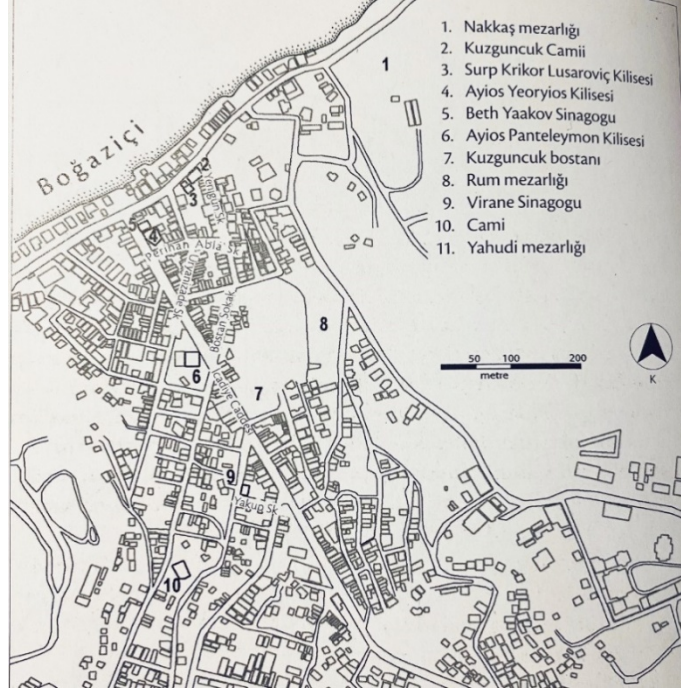 1. Nakkaş mezarlığı
2. Kuzguncuk Camii
3. Surp Krikor Lusaroviç Kilisesi
4. Ayios Yeoryios Kilisesi
5. Beth Yaakov Sinagogu
6. Ayios Panteleymon Kilisesi
7. Kuzguncuk bostanı
8. Rum mezarlığı
9. Virane Sinagogu
10. Cami
11. Yahudi mezarlığı
Boğaziçi
1
2
3
5
Perihan Abla Sk.
Bostan Sokak
8
6
7
İcadiye Caddesi
9
Yakup Sk.
10
50 100 200
metre
K